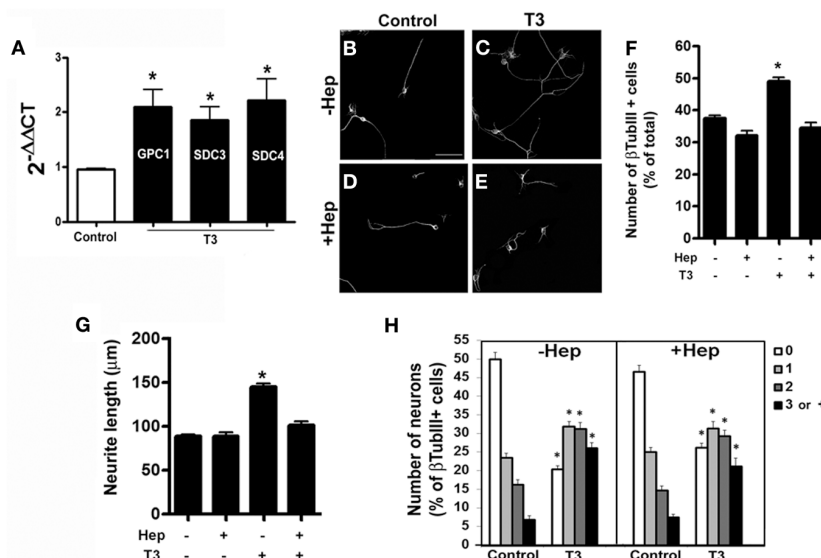 A
2-ΔΔCT
3
2
1
0
*
*
*
GPC1
SDC3
SDC4
Control
T3
Control
T3
-Hep
+Hep
B
C
D
E
F
Number of βTubIII + cells
(% of total)
60
50
40
30
20
10
0
*
Hep - + - +
T3 - - + +
G
Neurite length (μm)
200
150
100
50
0
*
Hep - + - +
T3 - - + +
H
Number of neurons
(% of βTubIII+ cells)
55
50
45
40
35
30
25
20
15
10
5
0
-Hep
+Hep
* * * *
* * * *
Control T3 Control T3
0
1
2
3 or +